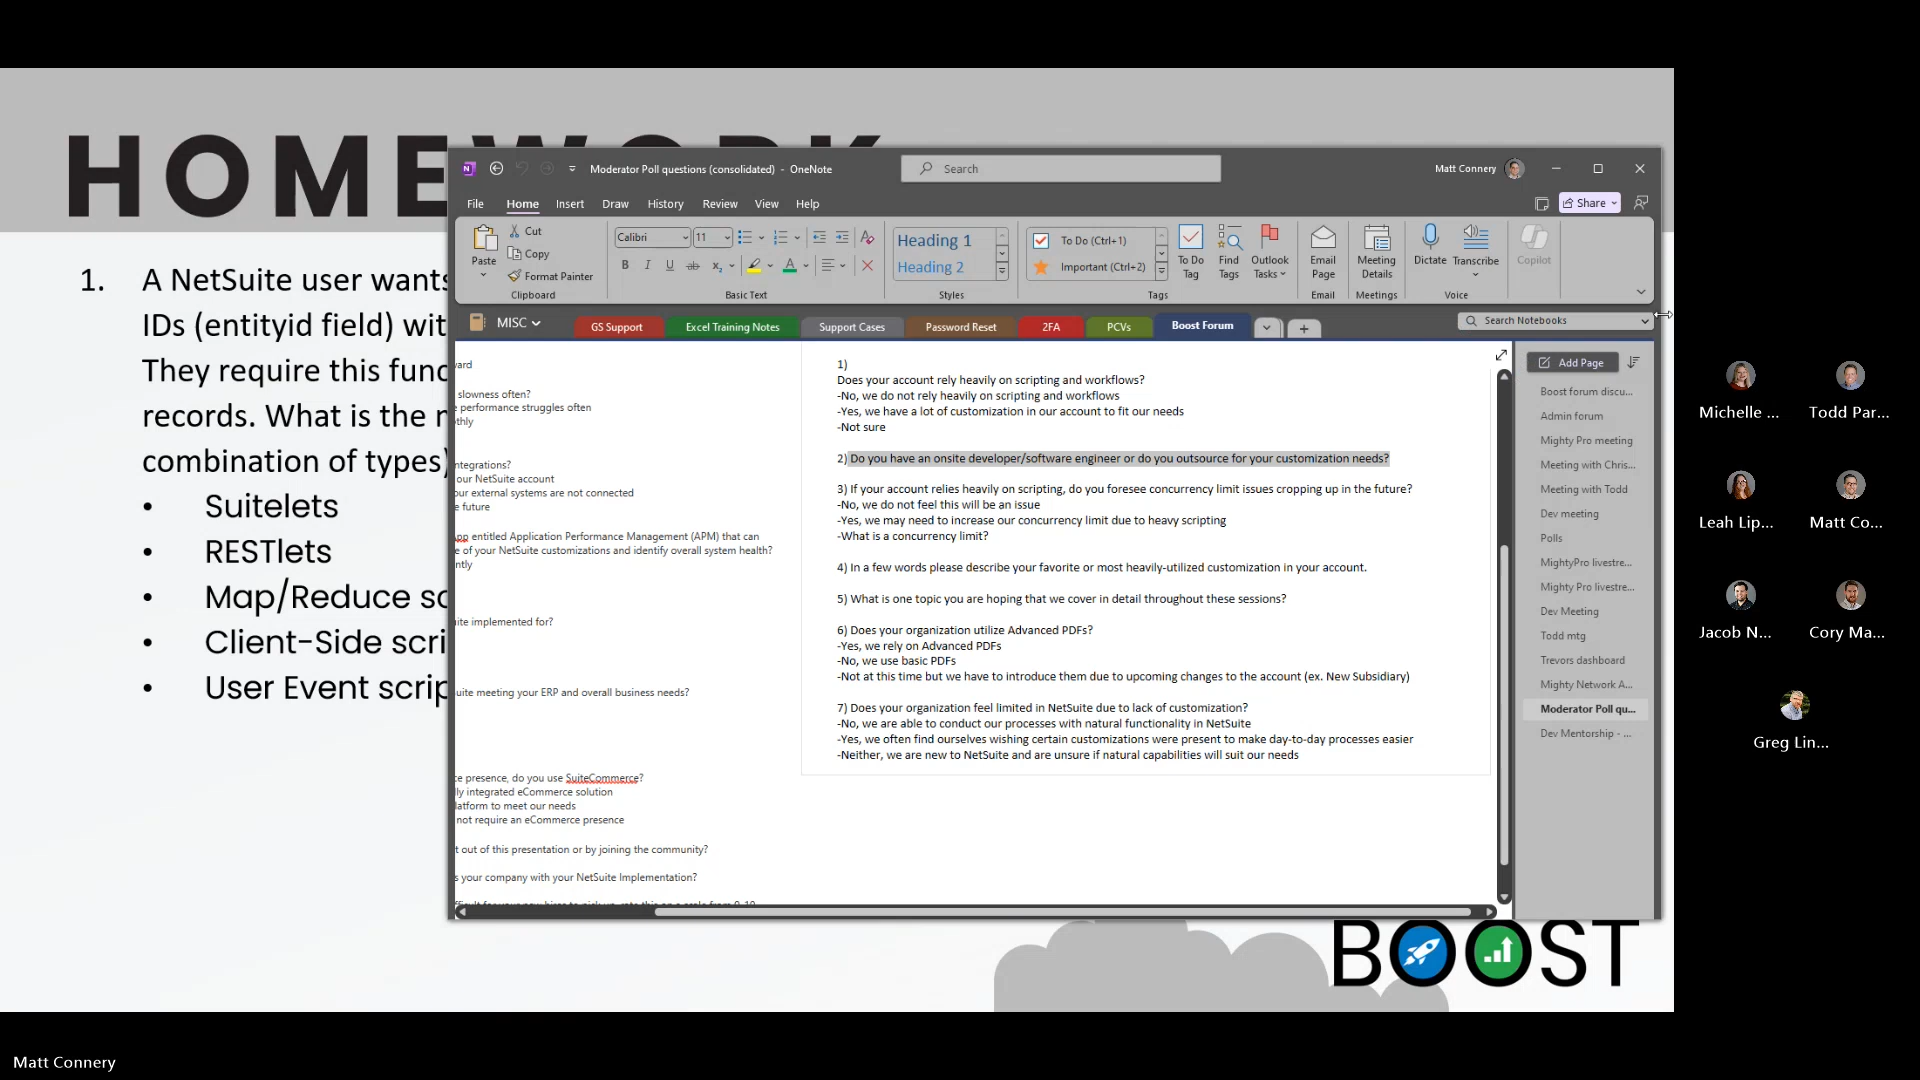 HOMEWORK
1. A NetSuite user wants
IDs (entityid field) wit
They require this func
records. What is the
combination of types)
• Suitelets
• RESTlets
• Map/Reduce sc
• Client-Side scri
• User Event scrip
Moderator Poll questions (consolidated) - OneNote
Search
Matt Connery
File Home Insert Draw History Review View Help
Share
Paste
Cut
Copy
Format Painter
Clipboard
Calibri 11
Basic Text
Heading 1
Heading 2
Styles
To Do (Ctrl+1)
Important (Ctrl+2)
To Do Tag
Find Tags
Outlook Tasks
Tags
Email Page
Email
Meeting Details
Meetings
Dictate
Transcribe
Voice
Copilot
MISC
GS Support
Excel Training Notes
Support Cases
Password Reset
2FA
PCVs
Boost Forum
Search Notebooks
ward
slowness often?
e performance struggles often
thly
ntegrations?
our NetSuite account
our external systems are not connected
e future
App entitled Application Performance Management (APM) that can
e of your NetSuite customizations and identify overall system health?
ntly
uite implemented for?
uite meeting your ERP and overall business needs?
ce presence, do you use SuiteCommerce?
lly integrated eCommerce solution
latform to meet our needs
not require an eCommerce presence
t out of this presentation or by joining the community?
s your company with your NetSuite Implementation?
1)
Does your account rely heavily on scripting and workflows?
-No, we do not rely heavily on scripting and workflows
-Yes, we have a lot of customization in our account to fit our needs
-Not sure
2) Do you have an onsite developer/software engineer or do you outsource for your customization needs?
3) If your account relies heavily on scripting, do you foresee concurrency limit issues cropping up in the future?
-No, we do not feel this will be an issue
-Yes, we may need to increase our concurrency limit due to heavy scripting
-What is a concurrency limit?
4) In a few words please describe your favorite or most heavily-utilized customization in your account.
5) What is one topic you are hoping that we cover in detail throughout these sessions?
6) Does your organization utilize Advanced PDFs?
-Yes, we rely on Advanced PDFs
-No, we use basic PDFs
-Not at this time but we have to introduce them due to upcoming changes to the account (ex. New Subsidiary)
7) Does your organization feel limited in NetSuite due to lack of customization?
-No, we are able to conduct our processes with natural functionality in NetSuite
-Yes, we often find ourselves wishing certain customizations were present to make day-to-day processes easier
-Neither, we are new to NetSuite and are unsure if natural capabilities will suit our needs
Add Page
Boost forum discu...
Admin forum
Mighty Pro meeting
Meeting with Chris...
Meeting with Todd
Dev meeting
Polls
MightyPro livestre...
Mighty Pro livestre...
Dev Meeting
Todd mtg
Trevors dashboard
Mighty Network A...
Moderator Poll qu...
Dev Mentorship - ...
BOOST
Michelle ...
Todd Par...
Leah Lip...
Matt Co...
Jacob N...
Cory Ma...
Greg Lin...
Matt Connery